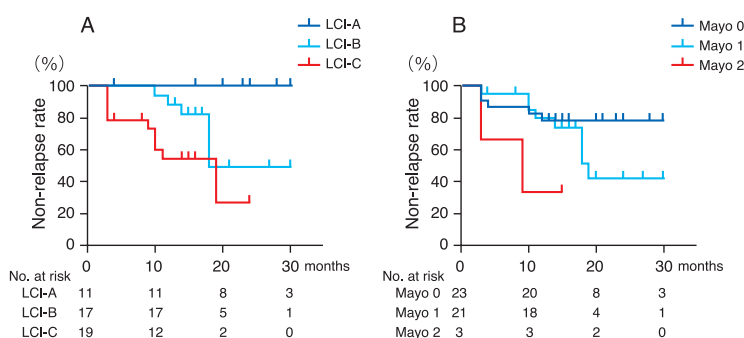 A
LCI-A
LCI-B
LCI-C
(%)
Non-relapse rate
100
80
60
40
20
0
0 10 20 30 months
No. at risk
LCI-A 11 11 8 3
LCI-B 17 17 5 1
LCI-C 19 12 2 0
B
Mayo 0
Mayo 1
Mayo 2
(%)
Non-relapse rate
100
80
60
40
20
0
0 10 20 30 months
No. at risk
Mayo 0 23 20 8 3
Mayo 1 21 18 4 1
Mayo 2 3 3 2 0